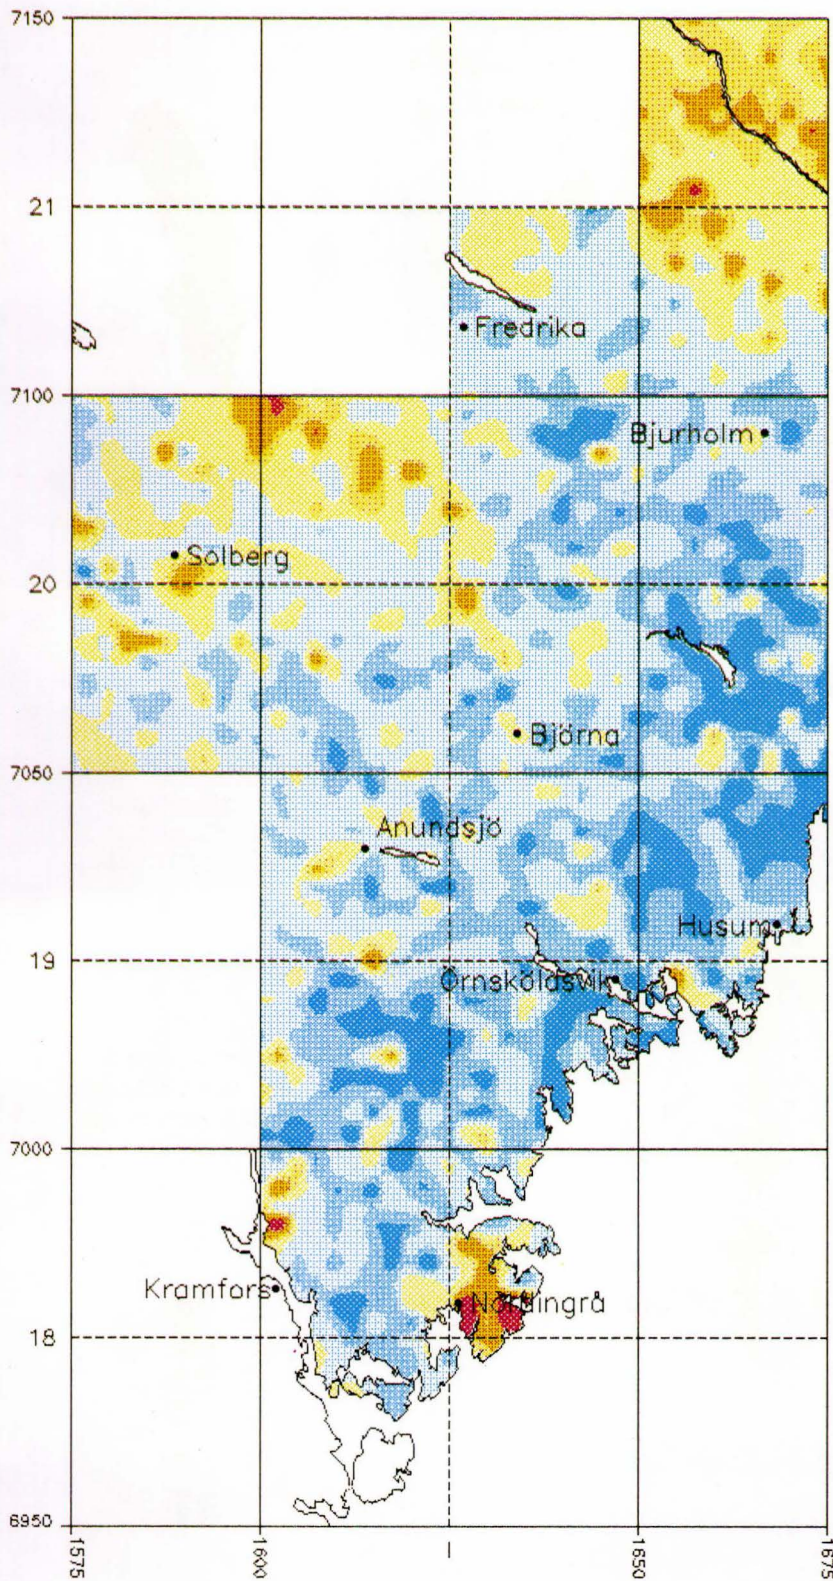 7150
21
Fredrika
7100
Bjurholm
Solberg
20
Björna
7050
Anundsjö
Husum
19
Örnsköldsvik
7000
Kramfors
Nordingrå
18
6950
1575
1600
1650
1675